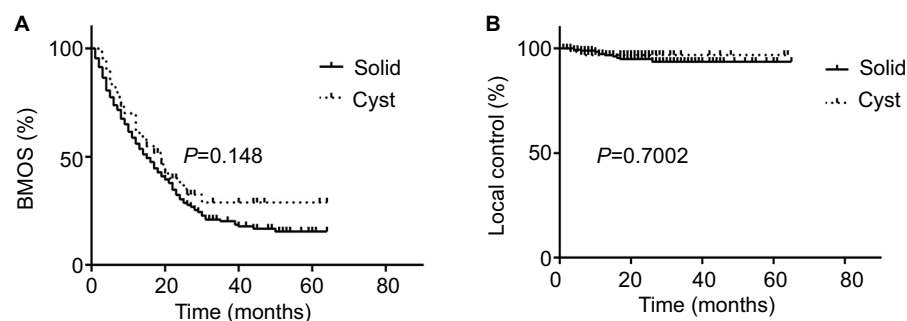 A
BMOS (%)
100
50
0
Solid
Cyst
P=0.148
0 20 40 60 80
Time (months)
B
Local control (%)
100
50
0
Solid
Cyst
P=0.7002
0 20 40 60 80
Time (months)